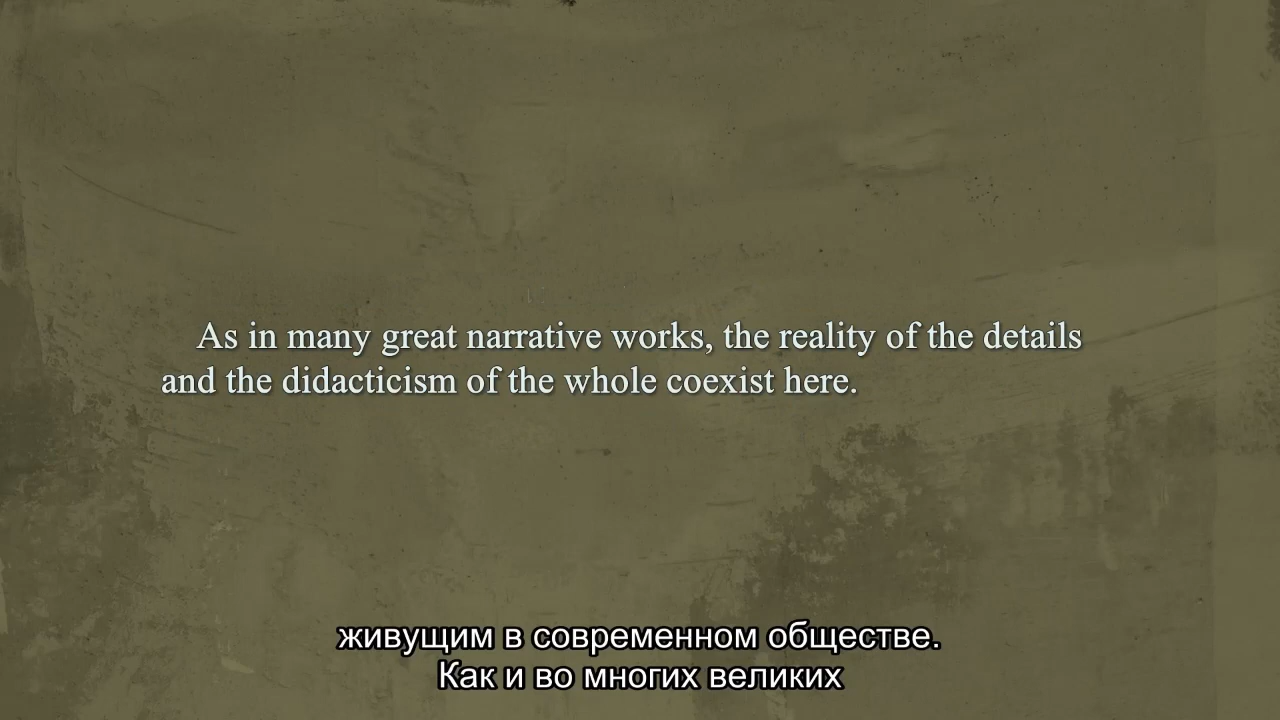 As in many great narrative works, the reality of the details
and the didacticism of the whole coexist here.
живущим в современном обществе.
Как и во многих великих